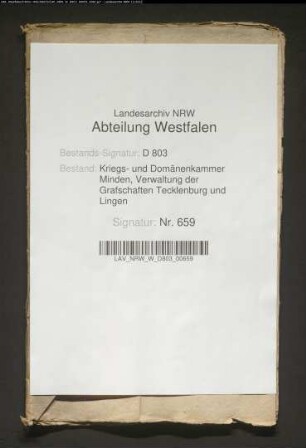 Landesarchiv NRW
Abteilung Westfalen
Bestands-Signatur: D 803
Bestand: Kriegs- und Domänenkammer
Minden, Verwaltung der
Grafschaften Tecklenburg und
Lingen
Signatur: Nr. 659
LAV_NRW_W_D803_00659